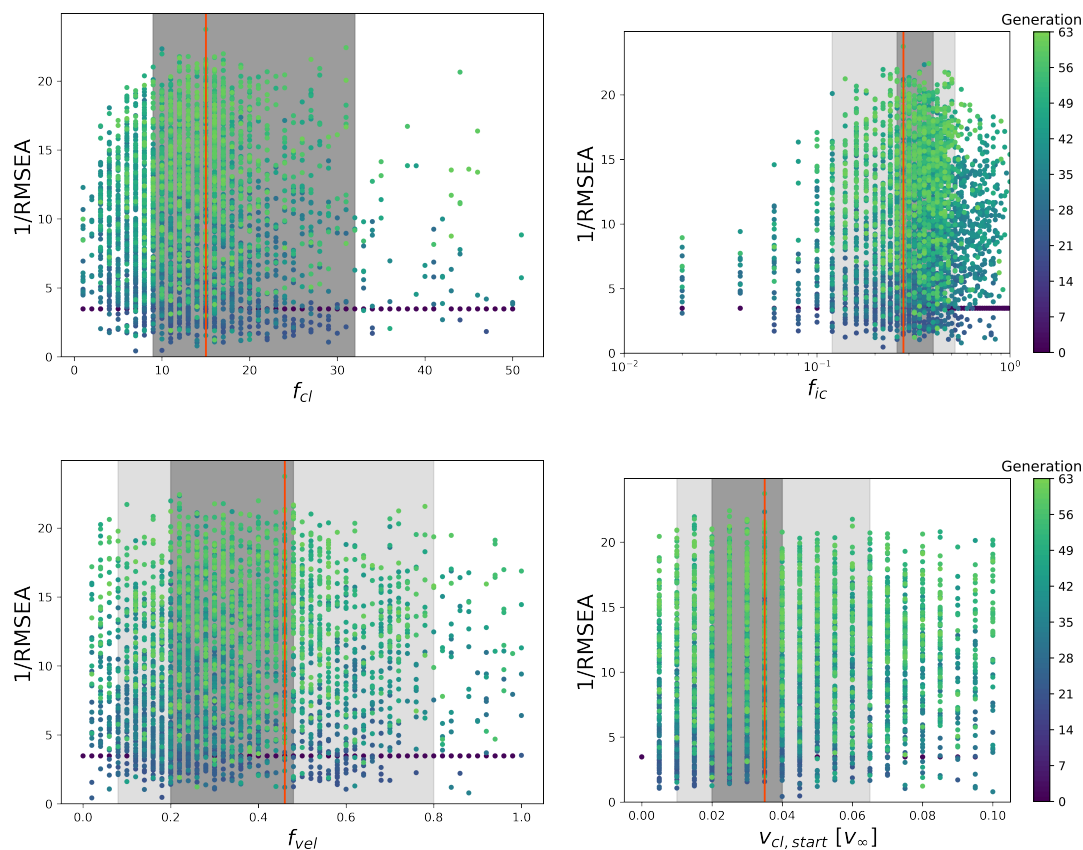 Generation
63
56
49
42
35
28
21
14
7
0
1/RMSEA
20
15
10
5
0
0 10 20 30 40 50
f_cl
1/RMSEA
20
15
10
5
0
10^−2 10^−1 10^0
f_ic
Generation
63
56
49
42
35
28
21
14
7
0
1/RMSEA
20
15
10
5
0
0.0 0.2 0.4 0.6 0.8 1.0
f_vel
1/RMSEA
20
15
10
5
0
0.00 0.02 0.04 0.06 0.08 0.10
v_cl,start [v_∞]